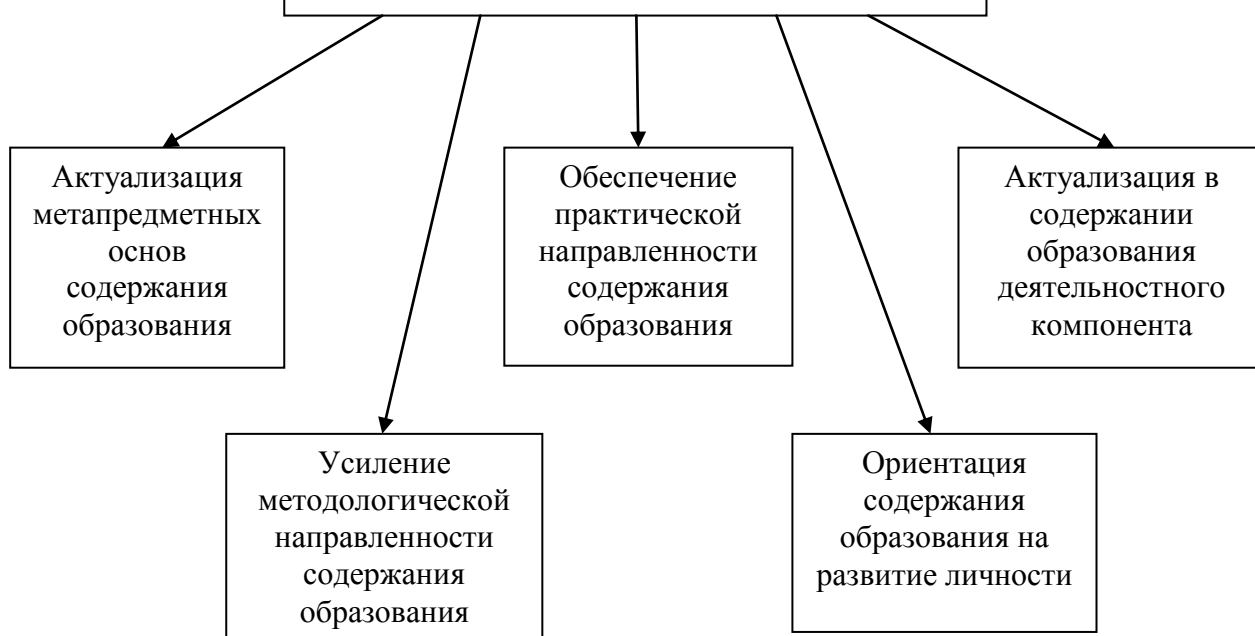 Актуализация
метапредметных
основ
содержания
образования
Обеспечение
практической
направленности
содержания
образования
Актуализация в
содержании
образования
деятельностного
компонента
Усиление
методологической
направленности
содержания
образования
Ориентация
содержания
образования на
развитие личности